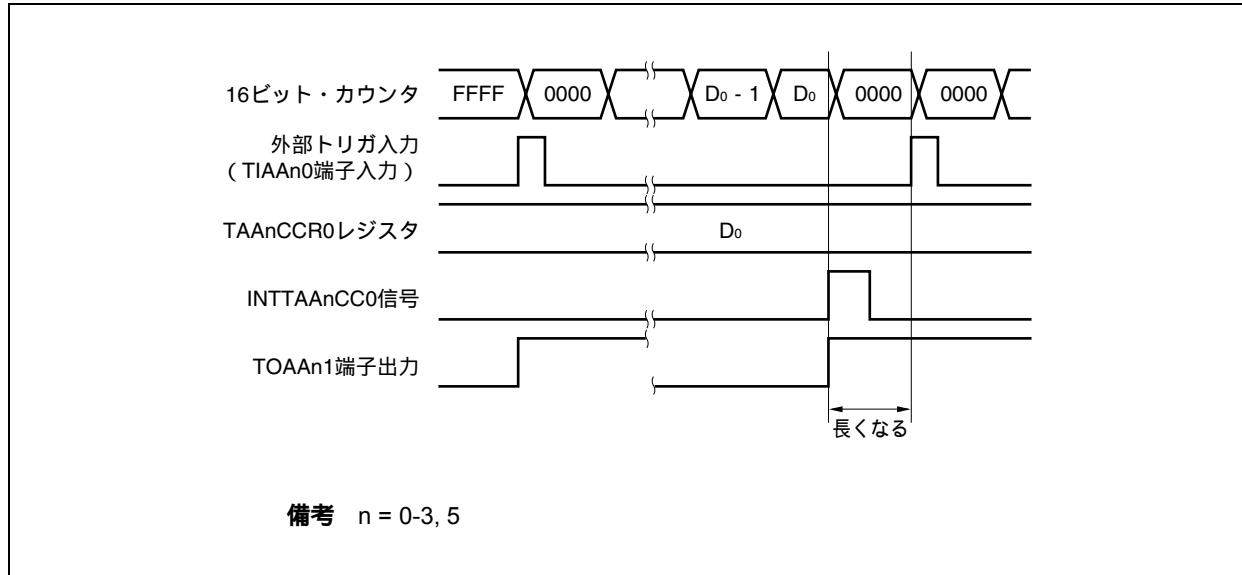 16ビット・カウンタ FFFF 0000 D0 - 1 D0 0000 0000
外部トリガ入力
(TIAAn0端子入力)
TAAnCCR0レジスタ D0
INTTAAnCC0信号
TOAAn1端子出力
長くなる
備考 n = 0-3, 5